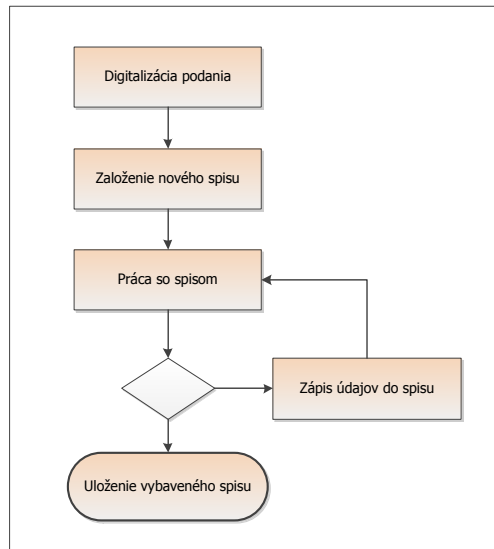 Digitalizácia podania
Založenie nového spisu
Práca so spisom
Zápis údajov do spisu
Uloženie vybaveného spisu